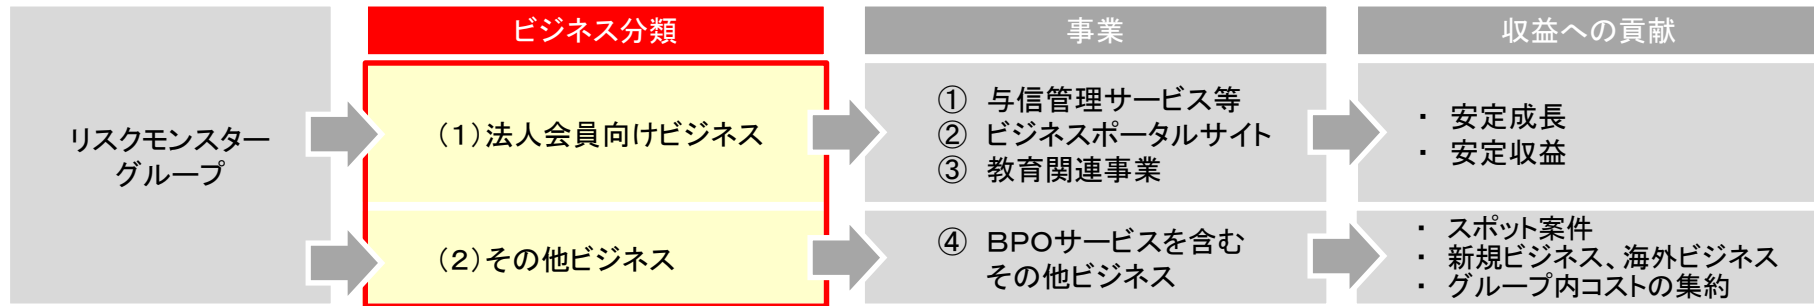 ビジネス分類
事業
収益への貢献
リスクモンスター
グループ
（１）法人会員向けビジネス
① 与信管理サービス等
② ビジネスポータルサイト
③ 教育関連事業
・ 安定成長
・ 安定収益
（２）その他ビジネス
④ ＢＰＯサービスを含む
その他ビジネス
・ スポット案件
・ 新規ビジネス、海外ビジネス
・ グループ内コストの集約